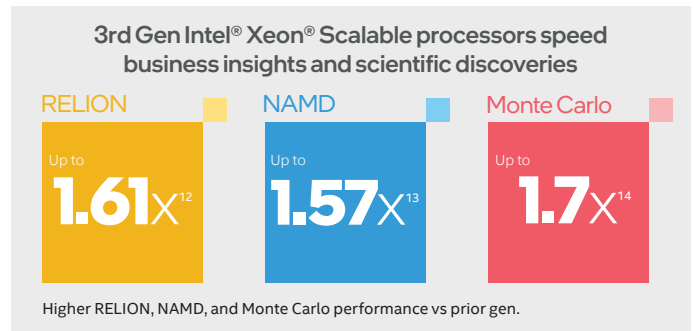 3rd Gen Intel® Xeon® Scalable processors speed
business insights and scientific discoveries
RELION
NAMD
Monte Carlo
Up to
1.61X¹²
Up to
1.57X¹³
Up to
1.7X¹⁴
Higher RELION, NAMD, and Monte Carlo performance vs prior gen.